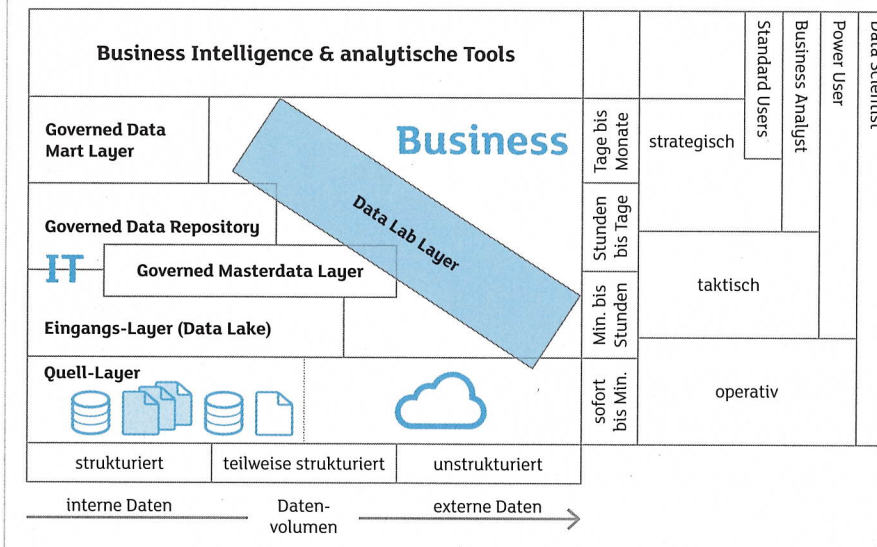 Business Intelligence & analytische Tools
Standard Users
Business Analyst
Power User
Data Scientist
Governed Data
Mart Layer
Business
Tage bis
Monate
strategisch
Data Lab Layer
Governed Data Repository
Stunden
bis Tage
IT
Governed Masterdata Layer
taktisch
Eingangs-Layer (Data Lake)
Min. bis
Stunden
Quell-Layer
sofort
bis Min.
operativ
strukturiert
teilweise strukturiert
unstrukturiert
interne Daten
Daten-
volumen
externe Daten